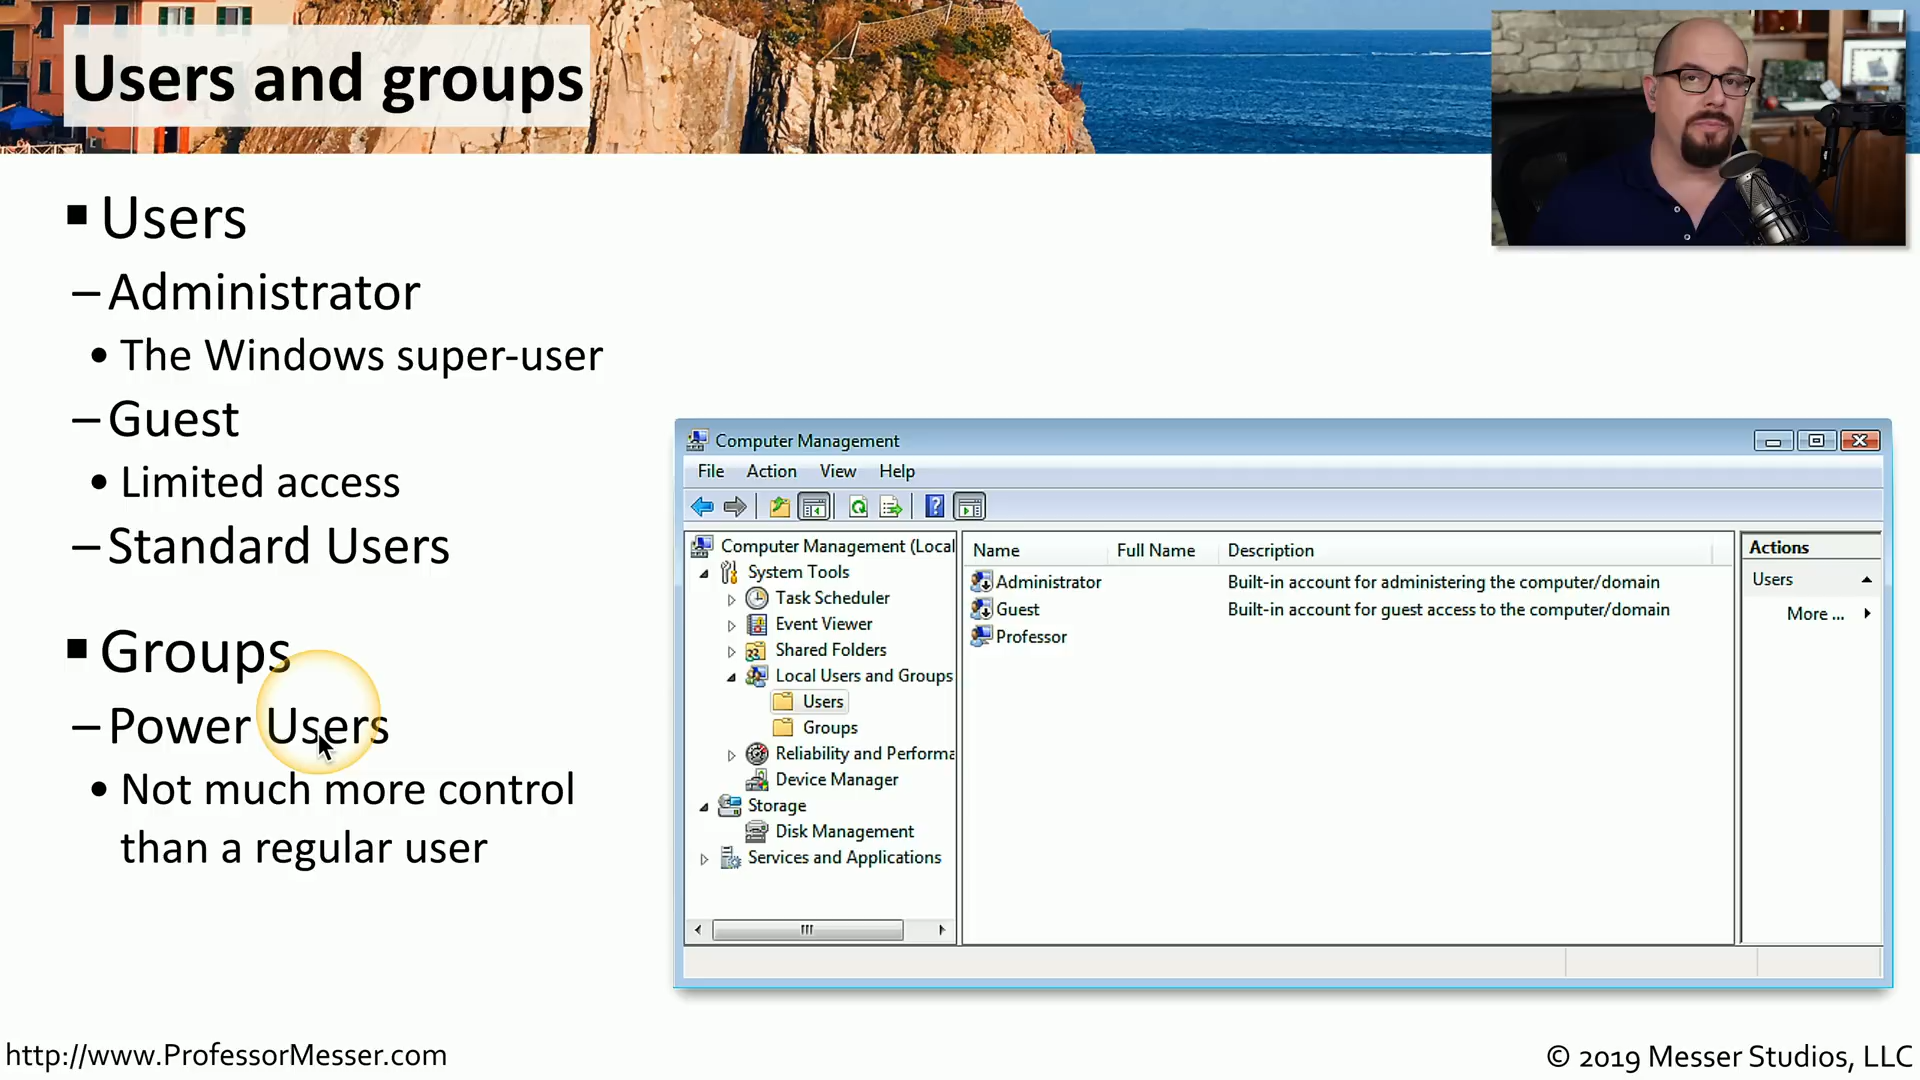 Users and groups
▪ Users
– Administrator
• The Windows super-user
– Guest
• Limited access
– Standard Users
▪ Groups
– Power Users
• Not much more control
than a regular user
Computer Management
File Action View Help
Computer Management (Local
System Tools
Task Scheduler
Event Viewer
Shared Folders
Local Users and Groups
Users
Groups
Reliability and Performa
Device Manager
Storage
Disk Management
Services and Applications
Name Full Name Description
Administrator Built-in account for administering the computer/domain
Guest Built-in account for guest access to the computer/domain
Professor
Actions
Users
More ...
http://www.ProfessorMesser.com
© 2019 Messer Studios, LLC